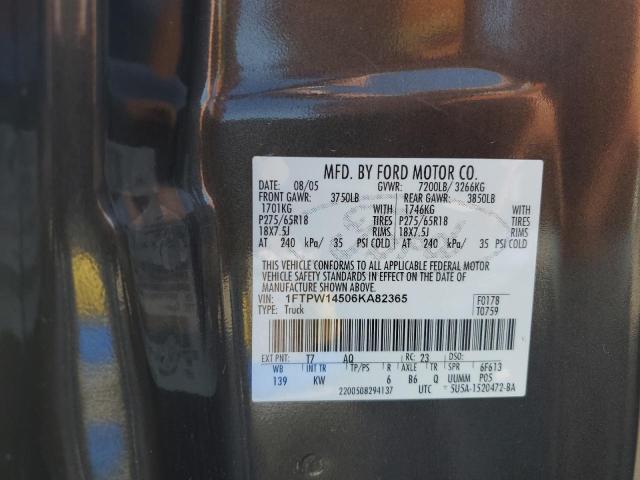 MFD. BY FORD MOTOR CO.
DATE: 08/05 GVWR: 7200LB/ 3266KG
FRONT GAWR: 3750LB REAR GAWR: 3850LB
1701KG 1746KG
P275/65R18 TIRES P275/65R18 TIRES
18X7.5J RIMS 18X7.5J RIMS
AT 240 kPa/ 35 PSI COLD AT 240 kPa/ 35 PSI COLD
THIS VEHICLE CONFORMS TO ALL APPLICABLE FEDERAL MOTOR
VEHICLE SAFETY STANDARDS IN EFFECT ON THE DATE OF MANUFACTURE
SHOWN ABOVE.
VIN: 1FTPW14506KA82365 F0178
TYPE: Truck T0759
EXT PNT: T7 AQ RC: 23 DSO:
WB INT TR TP/PS R AXLE TR SPR 6F613
139 KW 6 B6 Q UUMM POS
2200508294137 UTC 5USA-1520472-BA